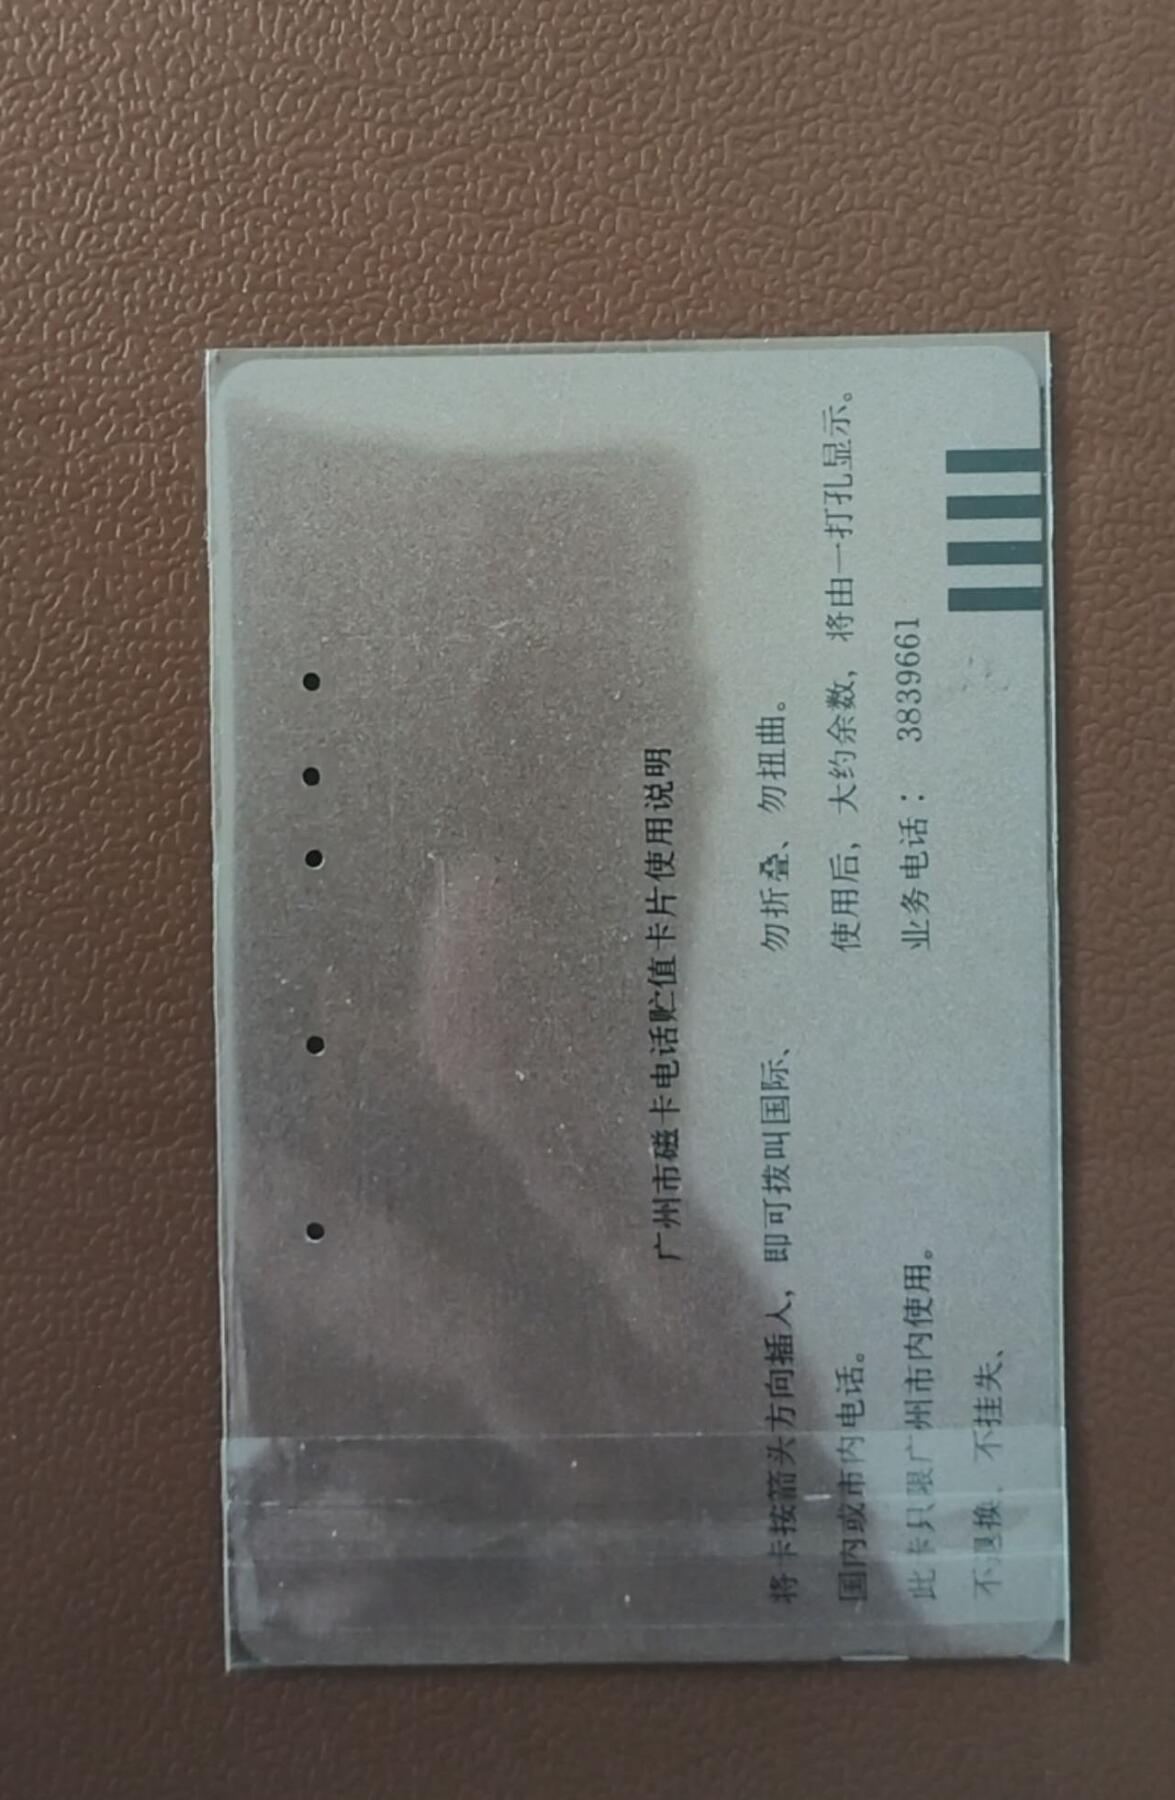 广州市磁卡电话贮值卡片使用说明
将卡按箭头方向插入，即可拨叫国际、
国内或市内电话。
此卡只限广州市内使用。
不退换、不挂失、
勿折叠、勿扭曲。
使用后，大约余数，将由一打孔显示。
业务电话：3839661